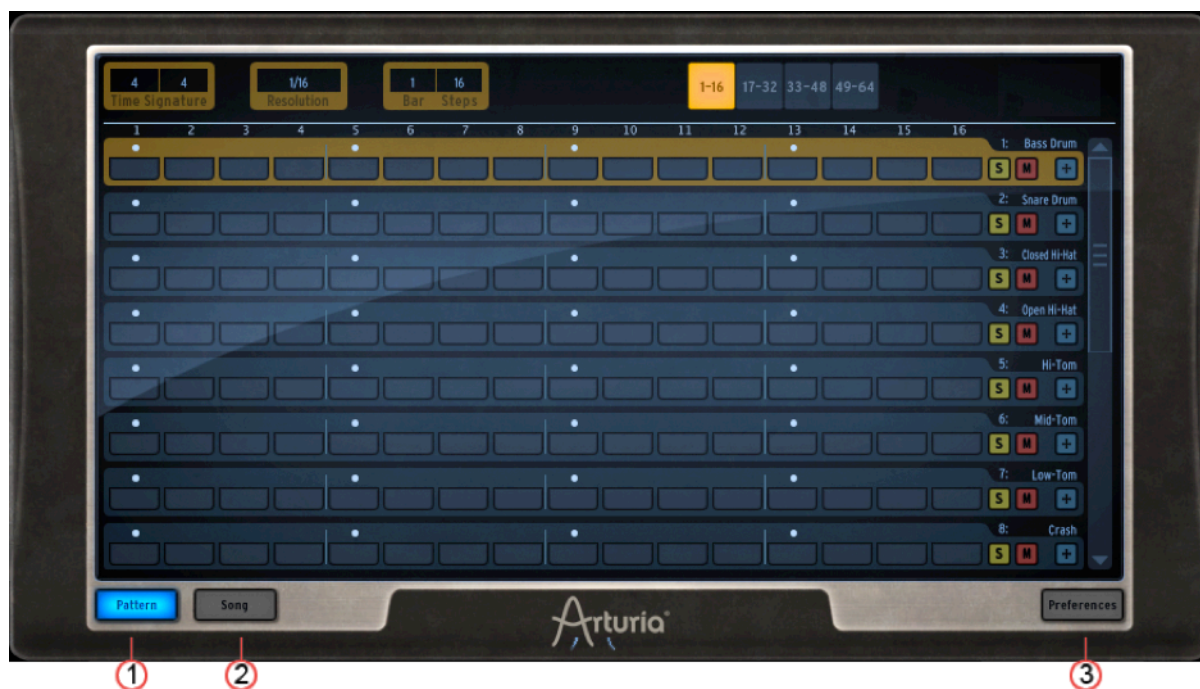 4 4
Time Signature
1/16
Resolution
1 16
Bar Steps
1-16 17-32 33-48 49-64
1 2 3 4 5 6 7 8 9 10 11 12 13 14 15 16
1: Bass Drum
S M +
2: Snare Drum
S M +
3: Closed Hi-Hat
S M +
4: Open Hi-Hat
S M +
5: Hi-Tom
S M +
6: Mid-Tom
S M +
7: Low-Tom
S M +
8: Crash
S M +
Pattern Song Arturia Preferences
1 2 3